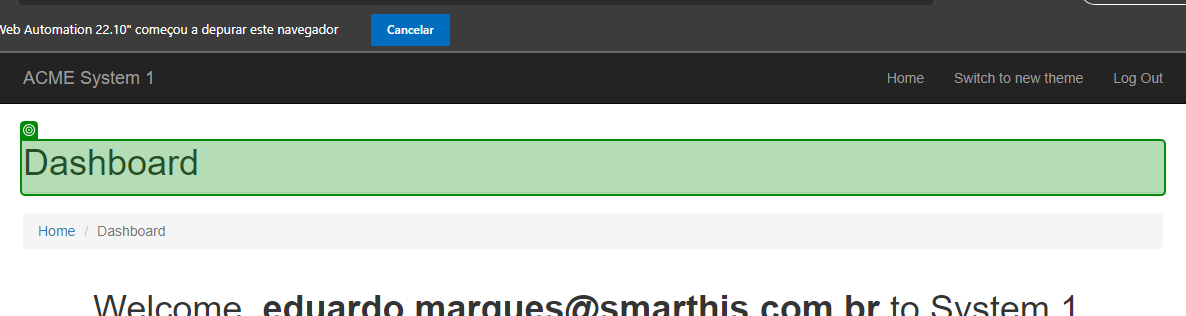 Web Automation 22.10" começou a depurar este navegador Cancelar
ACME System 1 Home Switch to new theme Log Out
Dashboard
Home / Dashboard
Welcome, eduardo.marques@smarthis.com.br to System 1